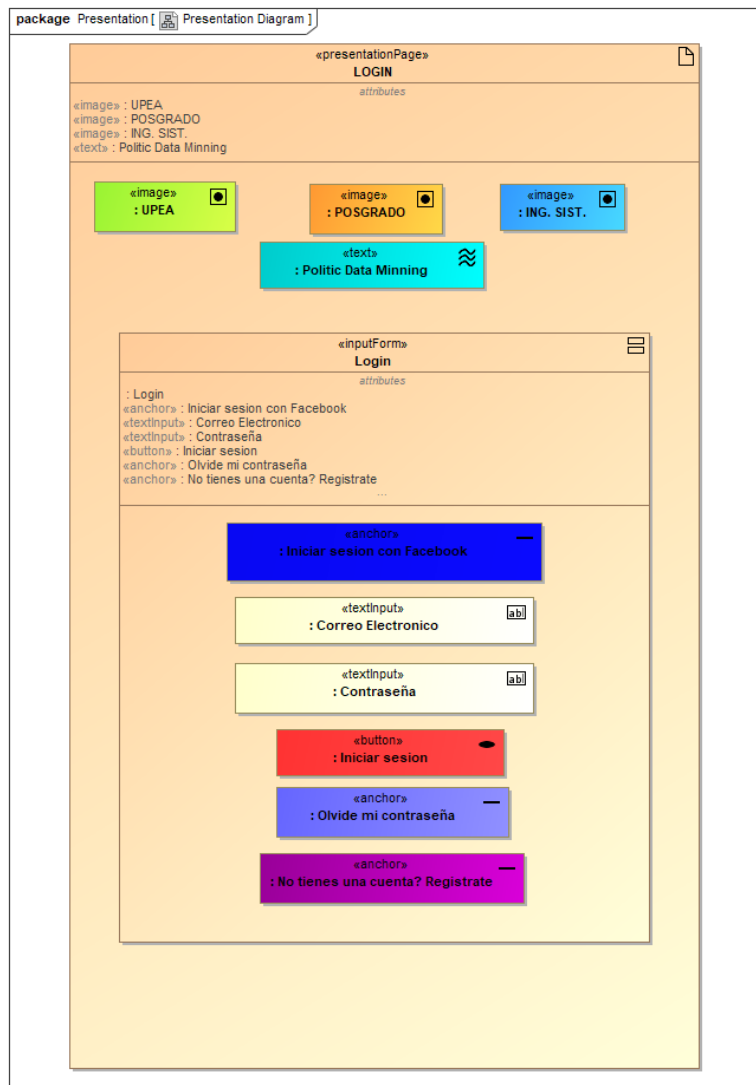 package Presentation [ Presentation Diagram ]
«presentationPage»
LOGIN
attributes
«image» : UPEA
«image» : POSGRADO
«image» : ING. SIST.
«text» : Politic Data Minning
«image»
: UPEA
«image»
: POSGRADO
«image»
: ING. SIST.
«text»
: Politic Data Minning
«inputForm»
Login
attributes
: Login
«anchor» : Iniciar sesion con Facebook
«textInput» : Correo Electronico
«textInput» : Contraseña
«button» : Iniciar sesion
«anchor» : Olvide mi contraseña
«anchor» : No tienes una cuenta? Registrate
...
«anchor»
: Iniciar sesion con Facebook
«textInput»
: Correo Electronico
ab
«textInput»
: Contraseña
ab
«button»
: Iniciar sesion
«anchor»
: Olvide mi contraseña
«anchor»
: No tienes una cuenta? Registrate